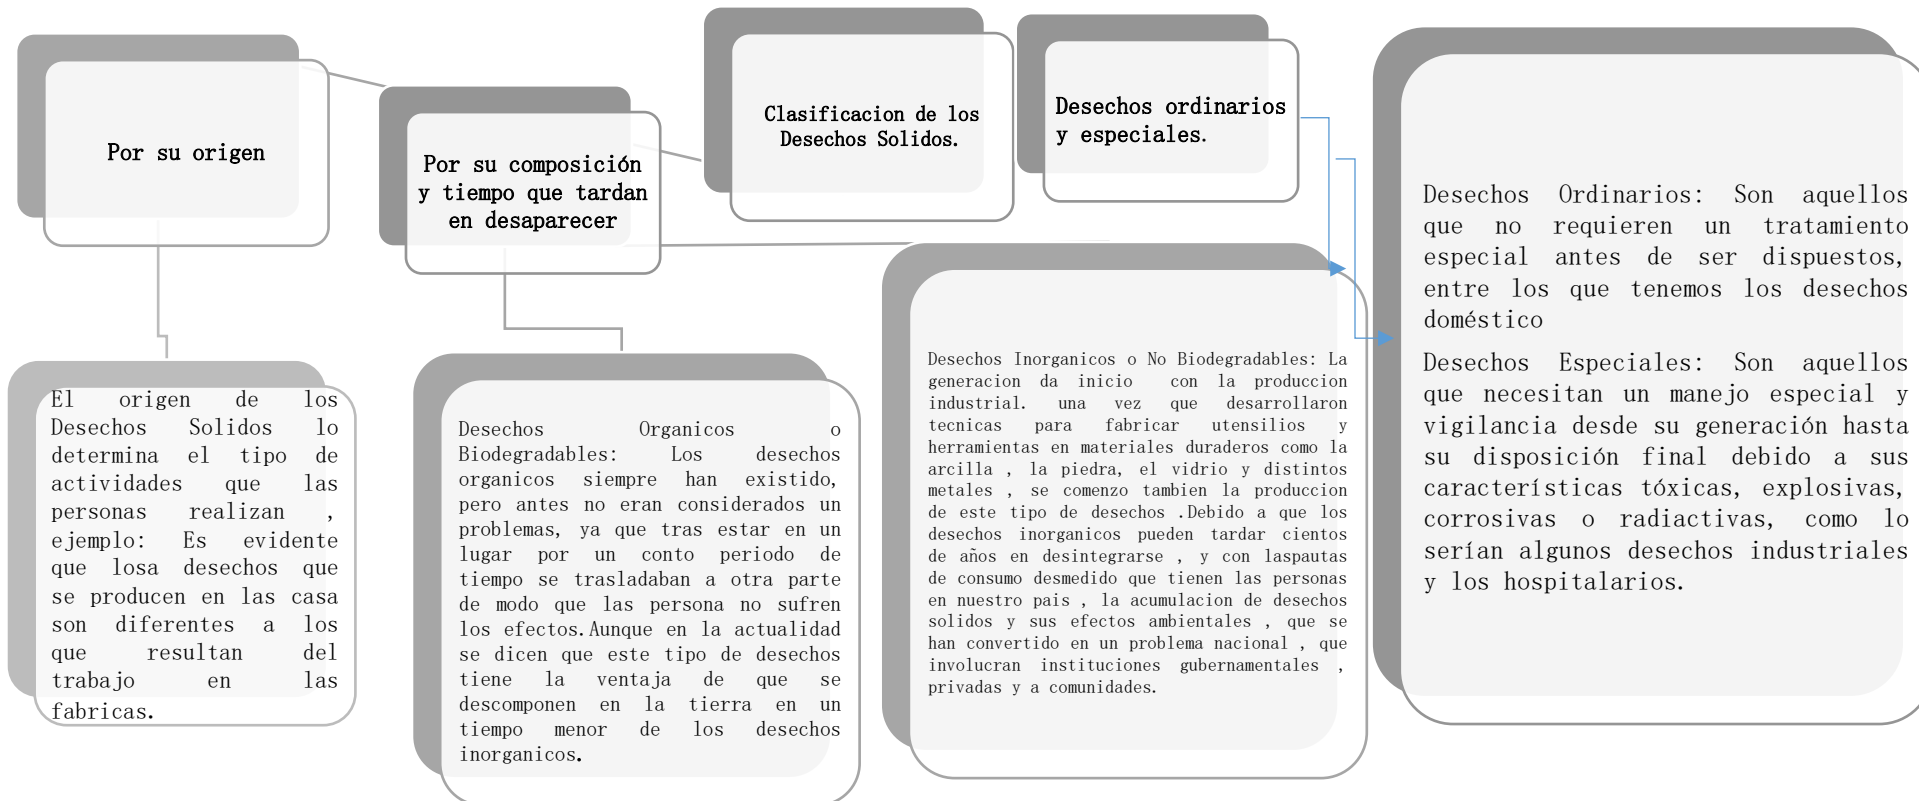 Por su origen
Por su composición
y tiempo que tardan
en desaparecer
Clasificacion de los
Desechos Solidos.
Desechos ordinarios
y especiales.
El origen de los
Desechos Solidos lo
determina el tipo de
actividades que las
personas realizan ,
ejemplo: Es evidente
que losa desechos que
se producen en las casa
son diferentes a los
que resultan del
trabajo en las
fabricas.
Desechos Organicos o
Biodegradables: Los desechos
organicos siempre han existido,
pero antes no eran considerados un
problemas, ya que tras estar en un
lugar por un conto periodo de
tiempo se trasladaban a otra parte
de modo que las persona no sufren
los efectos.Aunque en la actualidad
se dicen que este tipo de desechos
tiene la ventaja de que se
descomponen en la tierra en un
tiempo menor de los desechos
inorganicos.
Desechos Inorganicos o No Biodegradables: La
generacion da inicio con la produccion
industrial. una vez que desarrollaron
tecnicas para fabricar utensilios y
herramientas en materiales duraderos como la
arcilla , la piedra, el vidrio y distintos
metales , se comenzo tambien la produccion
de este tipo de desechos .Debido a que los
desechos inorganicos pueden tardar cientos
de años en desintegrarse , y con laspautas
de consumo desmedido que tienen las personas
en nuestro pais , la acumulacion de desechos
solidos y sus efectos ambientales , que se
han convertido en un problema nacional , que
involucran instituciones gubernamentales ,
privadas y a comunidades.
Desechos Ordinarios: Son aquellos
que no requieren un tratamiento
especial antes de ser dispuestos,
entre los que tenemos los desechos
doméstico
Desechos Especiales: Son aquellos
que necesitan un manejo especial y
vigilancia desde su generación hasta
su disposición final debido a sus
características tóxicas, explosivas,
corrosivas o radiactivas, como lo
serían algunos desechos industriales
y los hospitalarios.